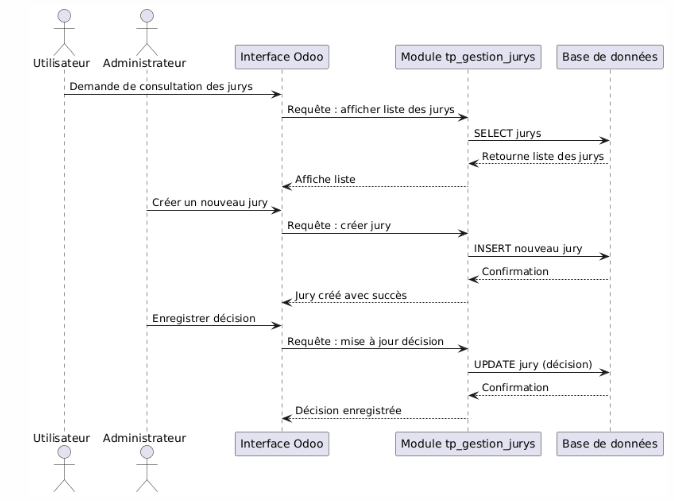 Utilisateur
Administrateur
Interface Odoo
Module tp_gestion_jurys
Base de données
Demande de consultation des jurys
Requête : afficher liste des jurys
SELECT jurys
Retourne liste des jurys
Affiche liste
Créer un nouveau jury
Requête : créer jury
INSERT nouveau jury
Confirmation
Jury créé avec succès
Enregistrer décision
Requête : mise à jour décision
UPDATE jury (décision)
Confirmation
Décision enregistrée
Utilisateur
Administrateur
Interface Odoo
Module tp_gestion_jurys
Base de données